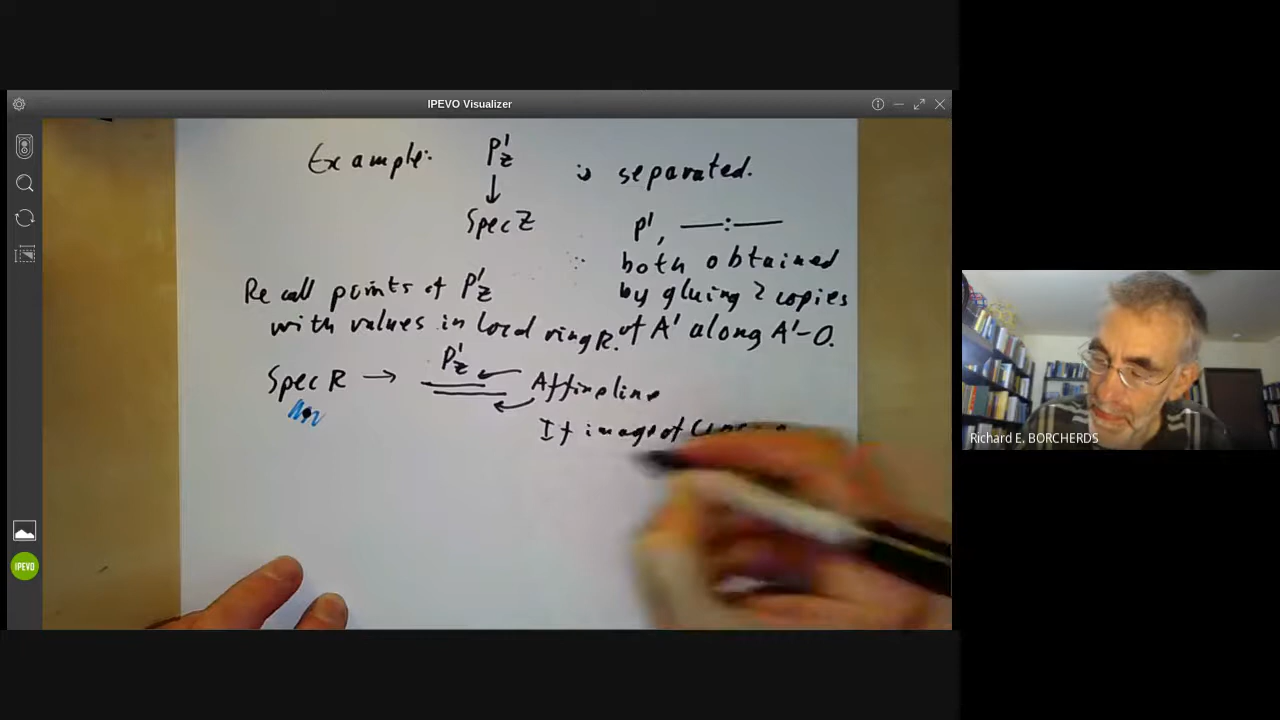 IPEVO Visualizer
Example: P¹_Z is separated.
↓
Spec Z
P¹, —:—
both obtained
by gluing 2 copies
of A¹ along A¹-0.
Recall points of P¹_Z
with values in local ring R.
P¹_Z
Spec R → Affine line
If image of
IPEVO
Richard E. BORCHERDS